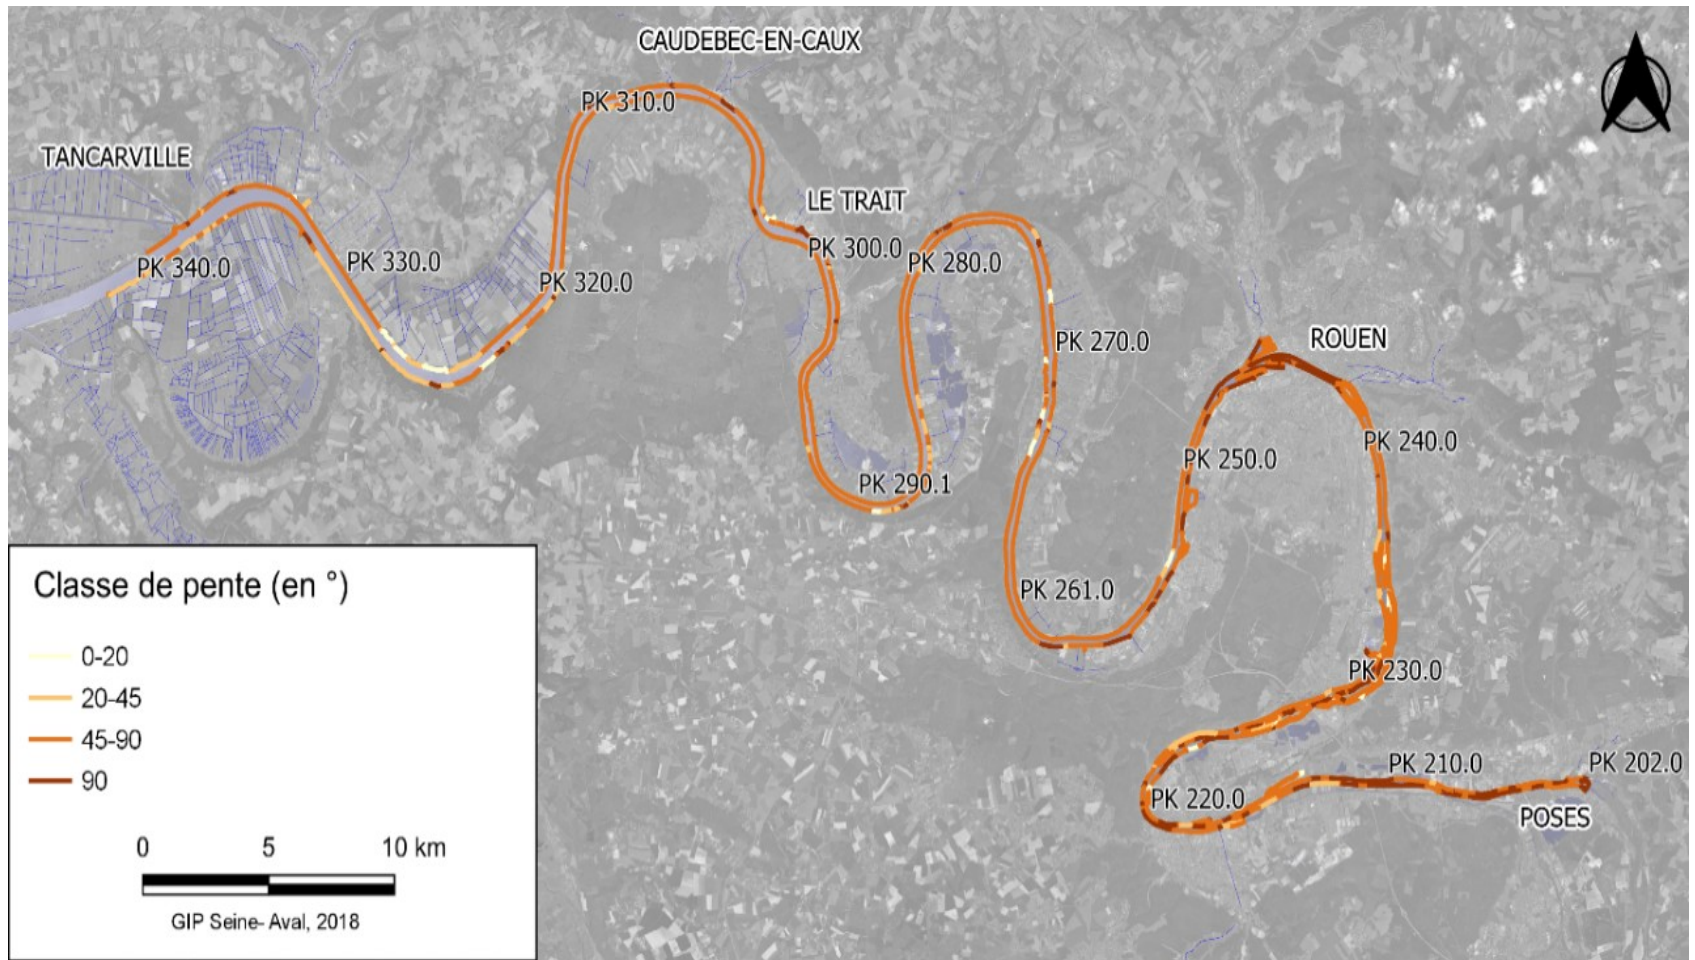 CAUDEBEC-EN-CAUX
PK 310.0
TANCARVILLE
LE TRAIT
PK 300.0
PK 340.0
PK 330.0
PK 280.0
PK 320.0
PK 270.0
ROUEN
PK 240.0
PK 250.0
PK 290.1
PK 261.0
PK 230.0
PK 210.0
PK 202.0
PK 220.0
POSES
Classe de pente (en °)
0-20
20-45
45-90
90
0 5 10 km
GIP Seine- Aval, 2018